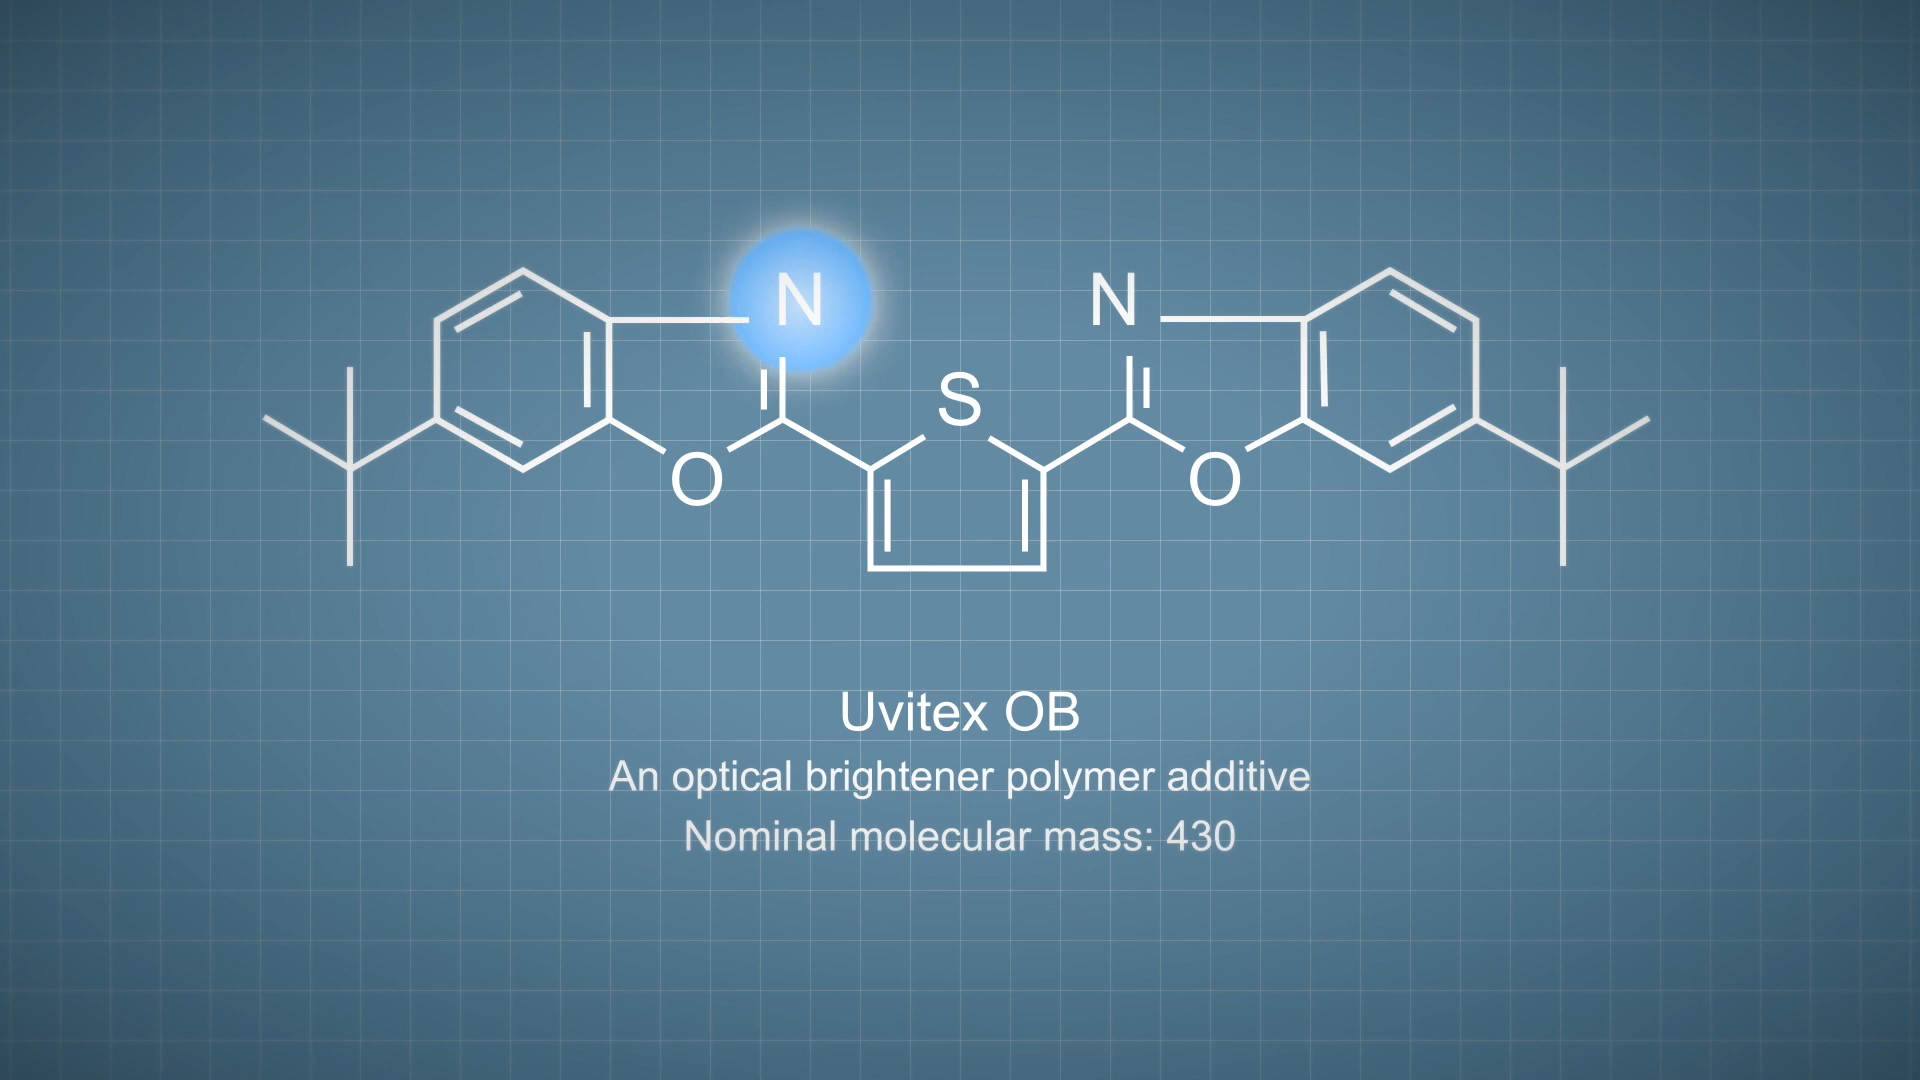 N N
S
O O
Uvitex OB
An optical brightener polymer additive
Nominal molecular mass: 430